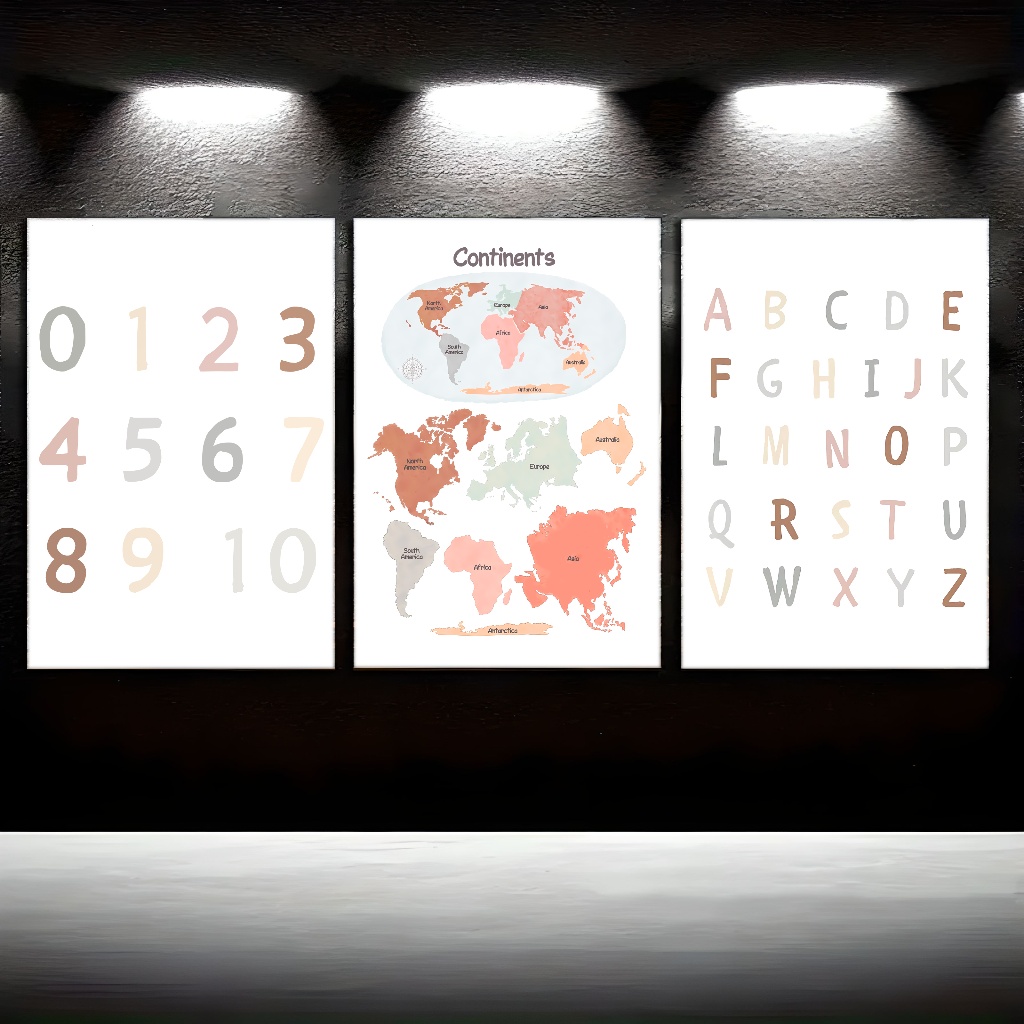 0 1 2 3
4 5 6 7
8 9 10
Continents
North America
Europe
Asia
Africa
South America
Australia
Antarctica
North America
Europe
Australia
South America
Africa
Asia
Antarctica
A B C D E
F G H I J K
L M N O P
Q R S T U
V W X Y Z